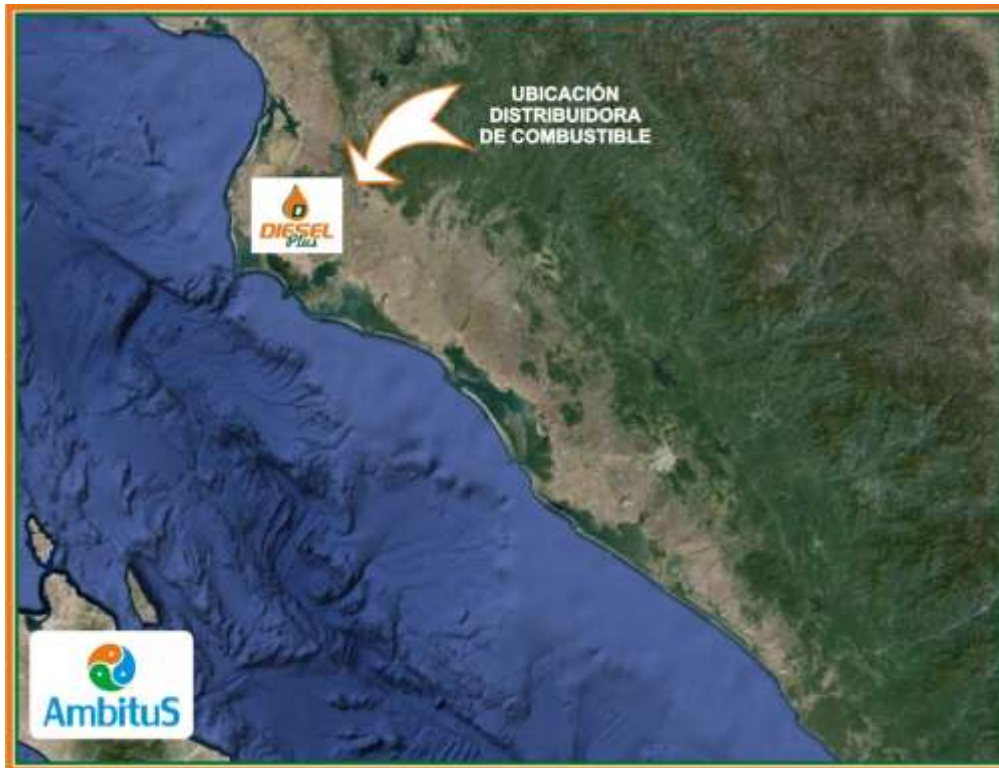 UBICACIÓN
DISTRIBUIDORA
DE COMBUSTIBLE
D
DIESEL
Plus
AmbituS